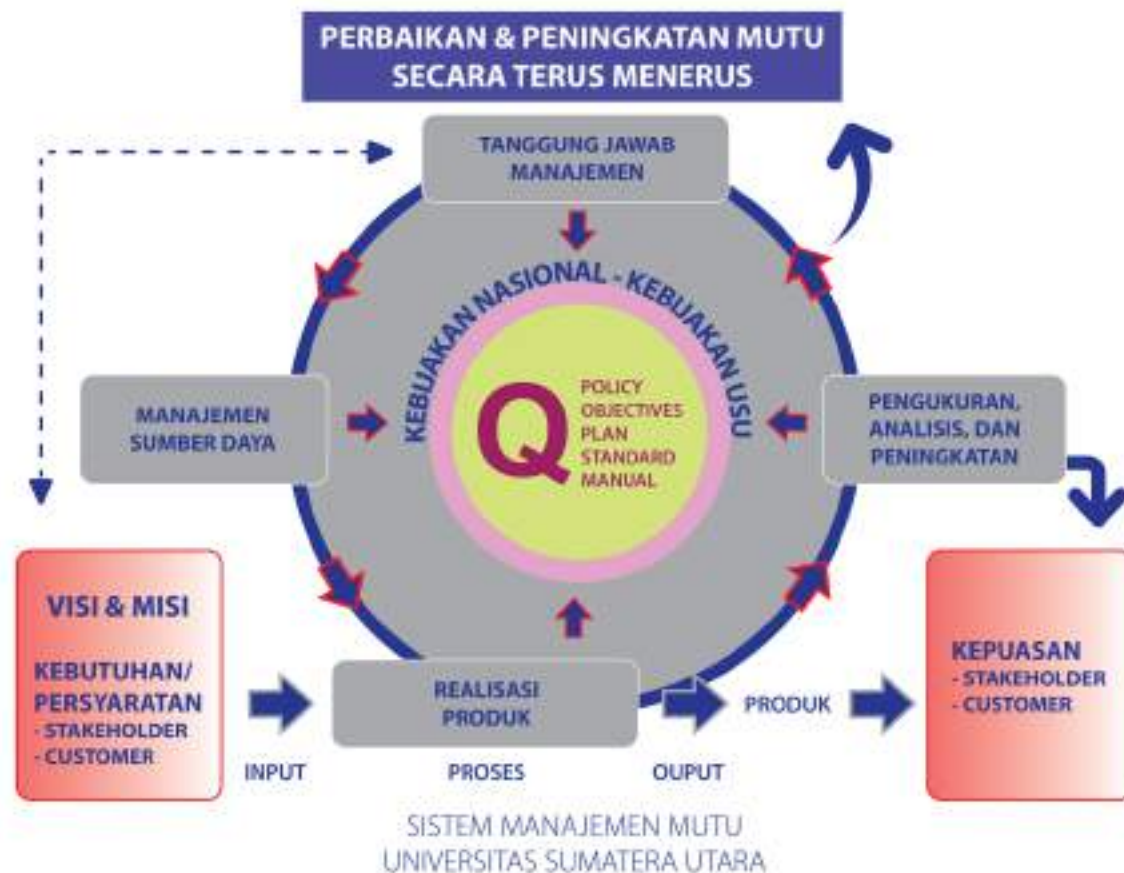 PERBAIKAN & PENINGKATAN MUTU
SECARA TERUS MENERUS
TANGGUNG JAWAB
MANAJEMEN
KEBIJAKAN NASIONAL - KEBIJAKAN USU
MANAJEMEN
SUMBER DAYA
Q
POLICY
OBJECTIVES
PLAN
STANDARD
MANUAL
PENGUKURAN,
ANALISIS, DAN
PENINGKATAN
VISI & MISI
KEBUTUHAN/
PERSYARATAN
- STAKEHOLDER
- CUSTOMER
REALISASI
PRODUK
PRODUK
KEPUASAN
- STAKEHOLDER
- CUSTOMER
INPUT
PROSES
OUPUT
SISTEM MANAJEMEN MUTU
UNIVERSITAS SUMATERA UTARA